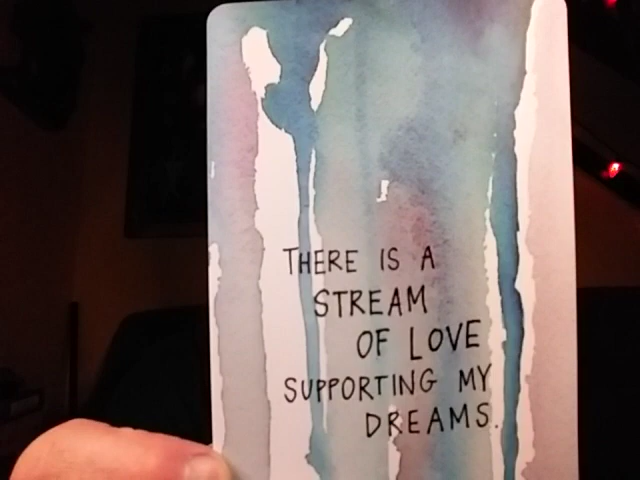 THERE IS A
STREAM
OF LOVE
SUPPORTING MY
DREAMS.